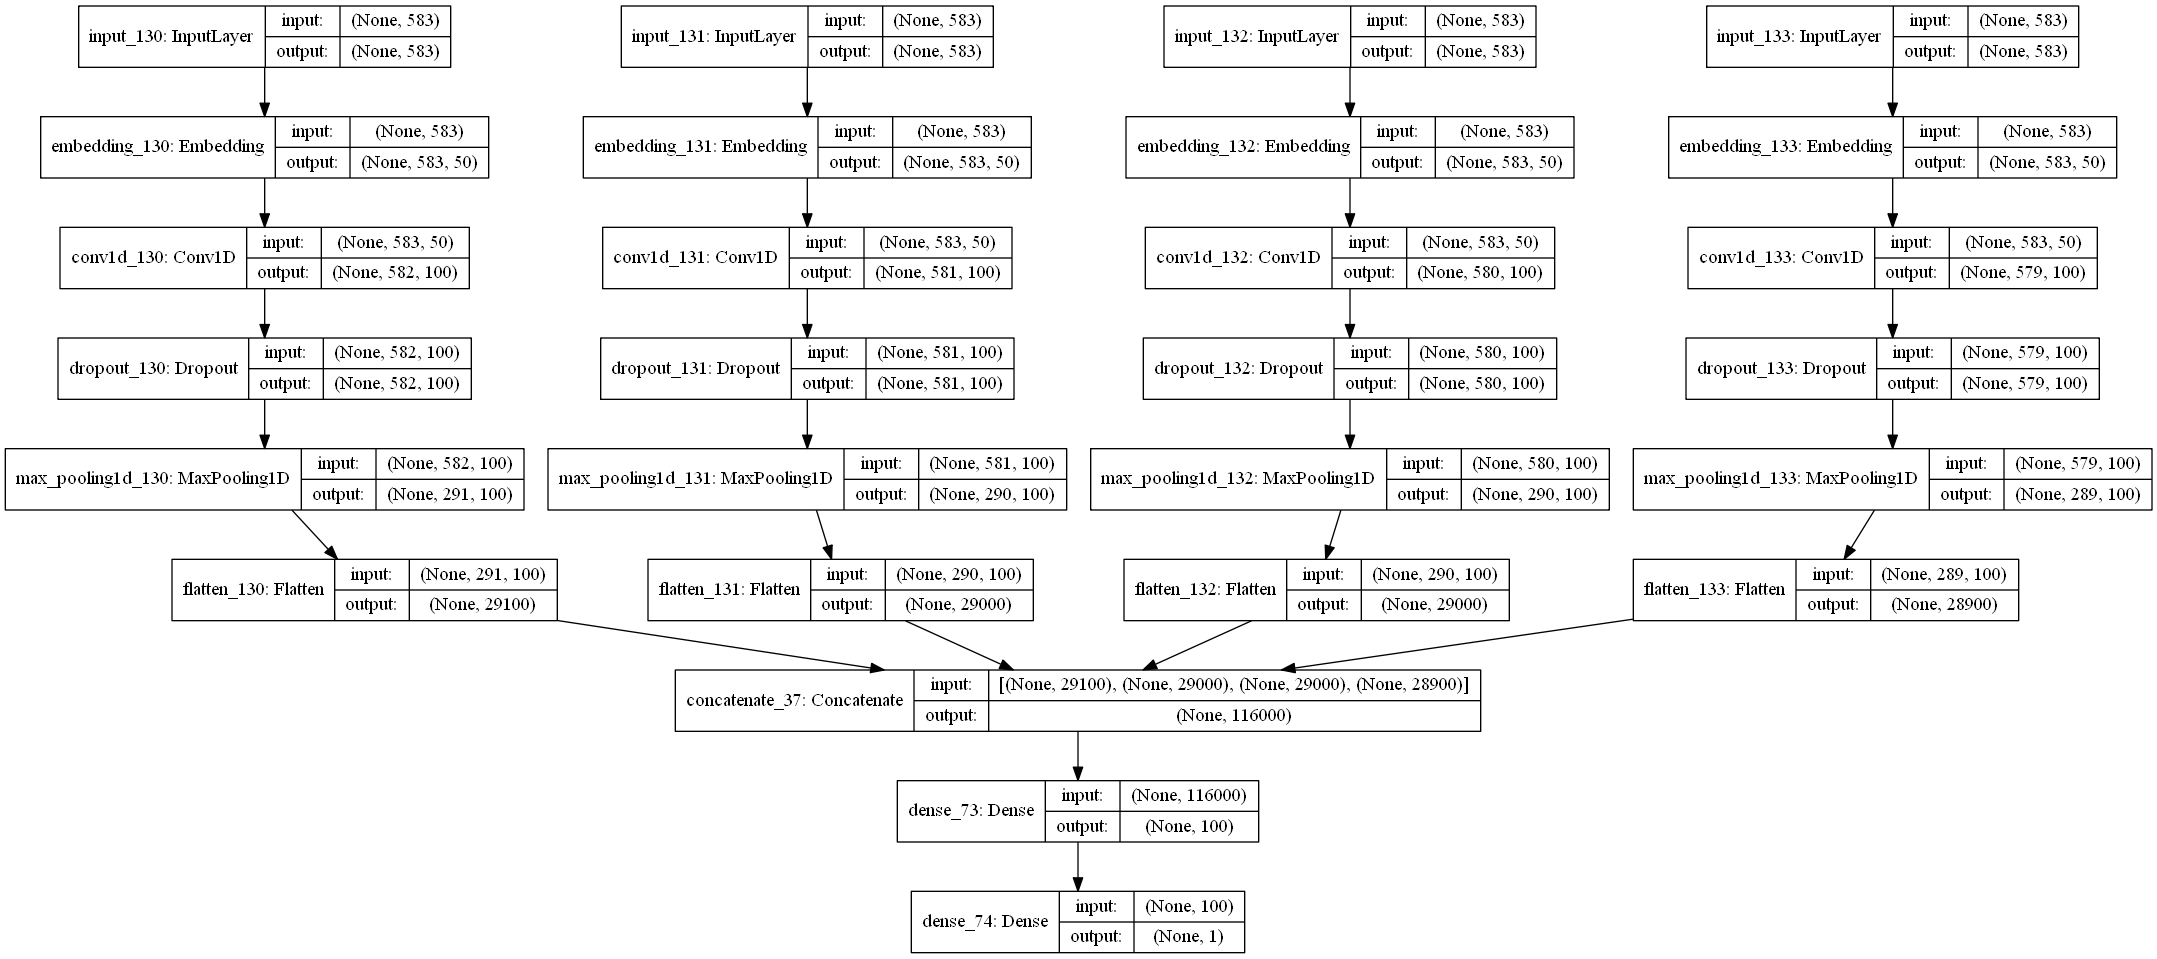 input_130: InputLayer input: (None, 583) output: (None, 583)
input_131: InputLayer input: (None, 583) output: (None, 583)
input_132: InputLayer input: (None, 583) output: (None, 583)
input_133: InputLayer input: (None, 583) output: (None, 583)
embedding_130: Embedding input: (None, 583) output: (None, 583, 50)
embedding_131: Embedding input: (None, 583) output: (None, 583, 50)
embedding_132: Embedding input: (None, 583) output: (None, 583, 50)
embedding_133: Embedding input: (None, 583) output: (None, 583, 50)
conv1d_130: Conv1D input: (None, 583, 50) output: (None, 582, 100)
conv1d_131: Conv1D input: (None, 583, 50) output: (None, 581, 100)
conv1d_132: Conv1D input: (None, 583, 50) output: (None, 580, 100)
conv1d_133: Conv1D input: (None, 583, 50) output: (None, 579, 100)
dropout_130: Dropout input: (None, 582, 100) output: (None, 582, 100)
dropout_131: Dropout input: (None, 581, 100) output: (None, 581, 100)
dropout_132: Dropout input: (None, 580, 100) output: (None, 580, 100)
dropout_133: Dropout input: (None, 579, 100) output: (None, 579, 100)
max_pooling1d_130: MaxPooling1D input: (None, 582, 100) output: (None, 291, 100)
max_pooling1d_131: MaxPooling1D input: (None, 581, 100) output: (None, 290, 100)
max_pooling1d_132: MaxPooling1D input: (None, 580, 100) output: (None, 290, 100)
max_pooling1d_133: MaxPooling1D input: (None, 579, 100) output: (None, 289, 100)
flatten_130: Flatten input: (None, 291, 100) output: (None, 29100)
flatten_131: Flatten input: (None, 290, 100) output: (None, 29000)
flatten_132: Flatten input: (None, 290, 100) output: (None, 29000)
flatten_133: Flatten input: (None, 289, 100) output: (None, 28900)
concatenate_37: Concatenate input: [(None, 29100), (None, 29000), (None, 29000), (None, 28900)] output: (None, 116000)
dense_73: Dense input: (None, 116000) output: (None, 100)
dense_74: Dense input: (None, 100) output: (None, 1)